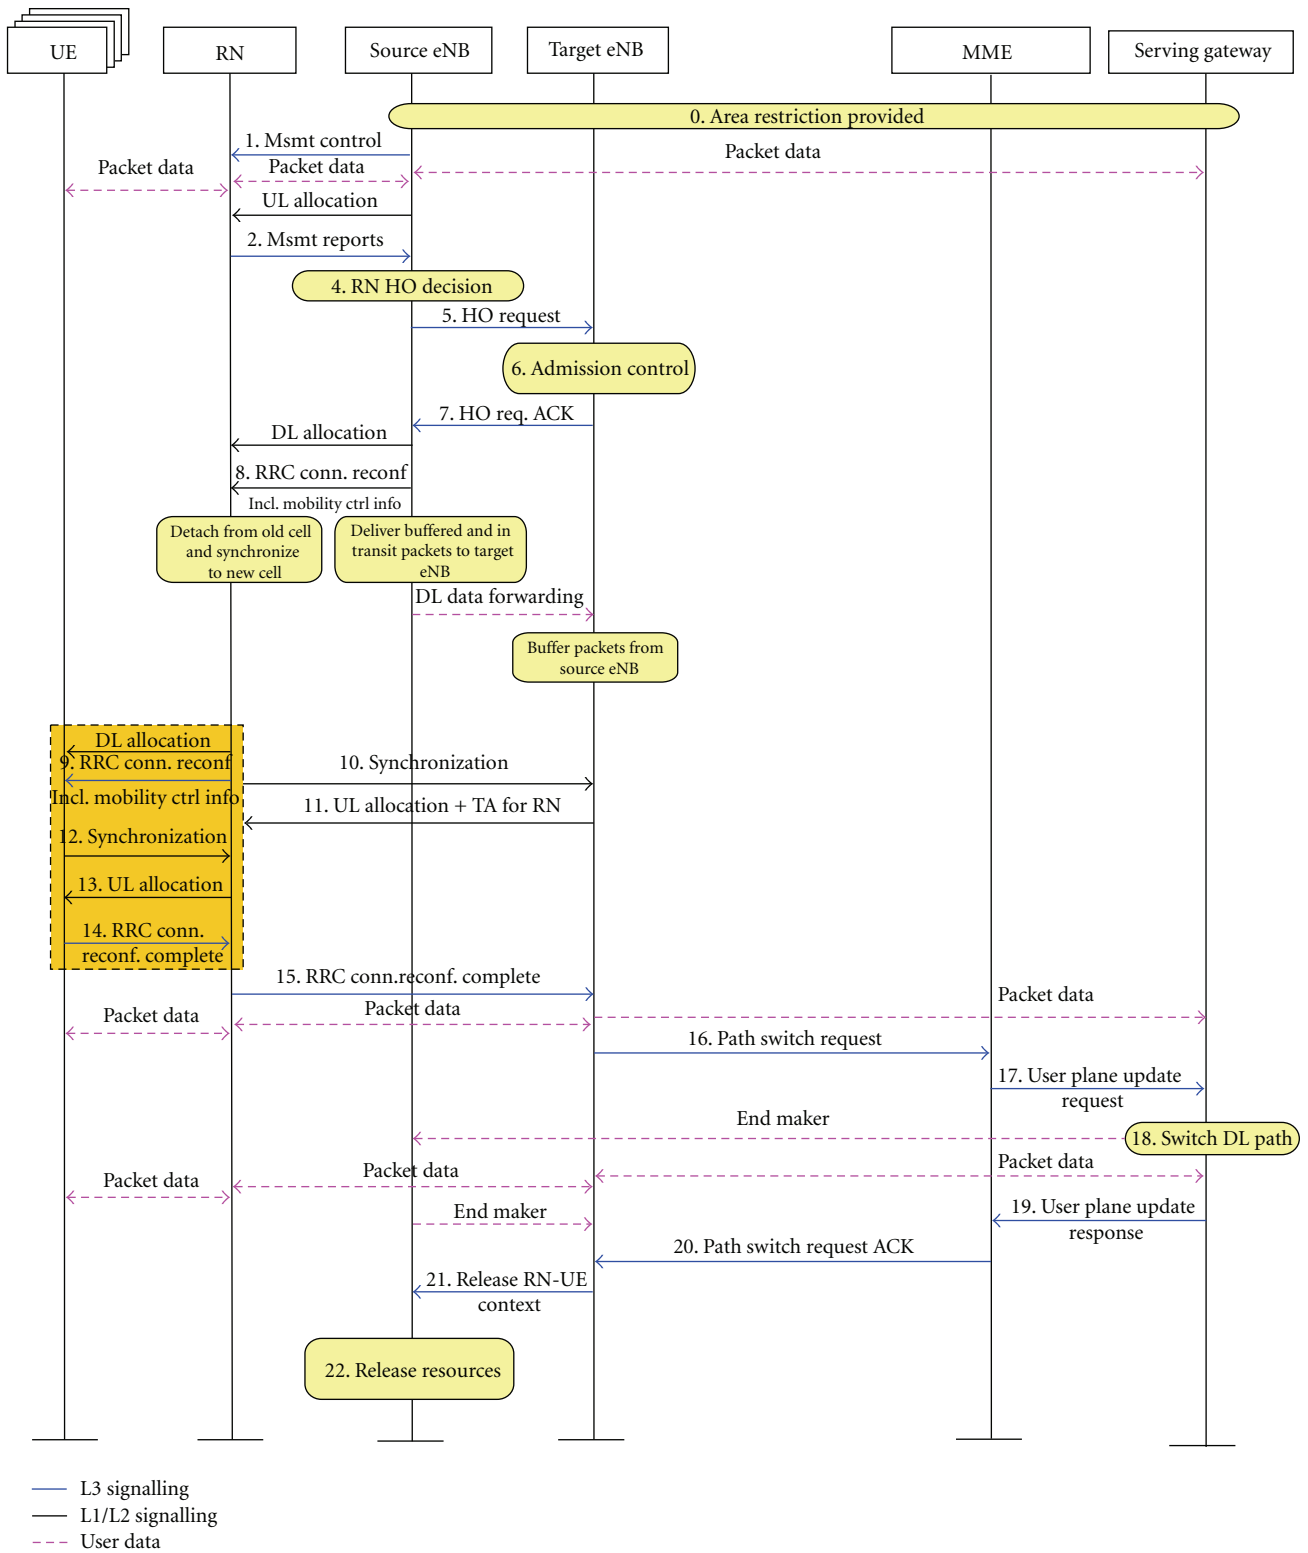 UE
RN
Source eNB
Target eNB
MME
Serving gateway
0. Area restriction provided
1. Msmt control
Packet data
Packet data
Packet data
UL allocation
2. Msmt reports
4. RN HO decision
5. HO request
6. Admission control
7. HO req. ACK
DL allocation
8. RRC conn. reconf
Incl. mobility ctrl info
Detach from old cell
and synchronize
to new cell
Deliver buffered and in
transit packets to target
eNB
DL data forwarding
Buffer packets from
source eNB
DL allocation
9. RRC conn. reconf
Incl. mobility ctrl info
10. Synchronization
11. UL allocation + TA for RN
12. Synchronization
13. UL allocation
14. RRC conn.
reconf. complete
15. RRC conn.reconf. complete
Packet data
Packet data
Packet data
16. Path switch request
17. User plane update
request
End maker
18. Switch DL path
Packet data
Packet data
Packet data
End maker
19. User plane update
response
20. Path switch request ACK
21. Release RN-UE
context
22. Release resources
L3 signalling
L1/L2 signalling
User data